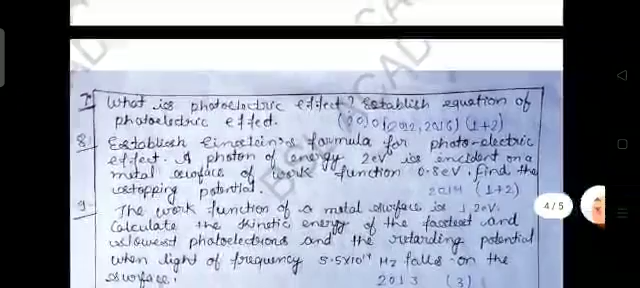 7. What is photoelectric effect? Establish equation of
photoelectric effect. (2010, 2012, 2016) (1+2)
8. Establish Einstein's formula for photo-electric
effect. A photon of energy 2eV is incident on a
metal surface of work function 0.8eV. Find the
stopping potential. 2014 (1+2)
9. The work function of a metal surface is 1.2eV.
Calculate the kinetic energy of the fastest and
slowest photoelectrons and the retarding potential
when light of frequency 5.5x10¹⁴ Hz falls on the
surface. 2013 (3)
4/5